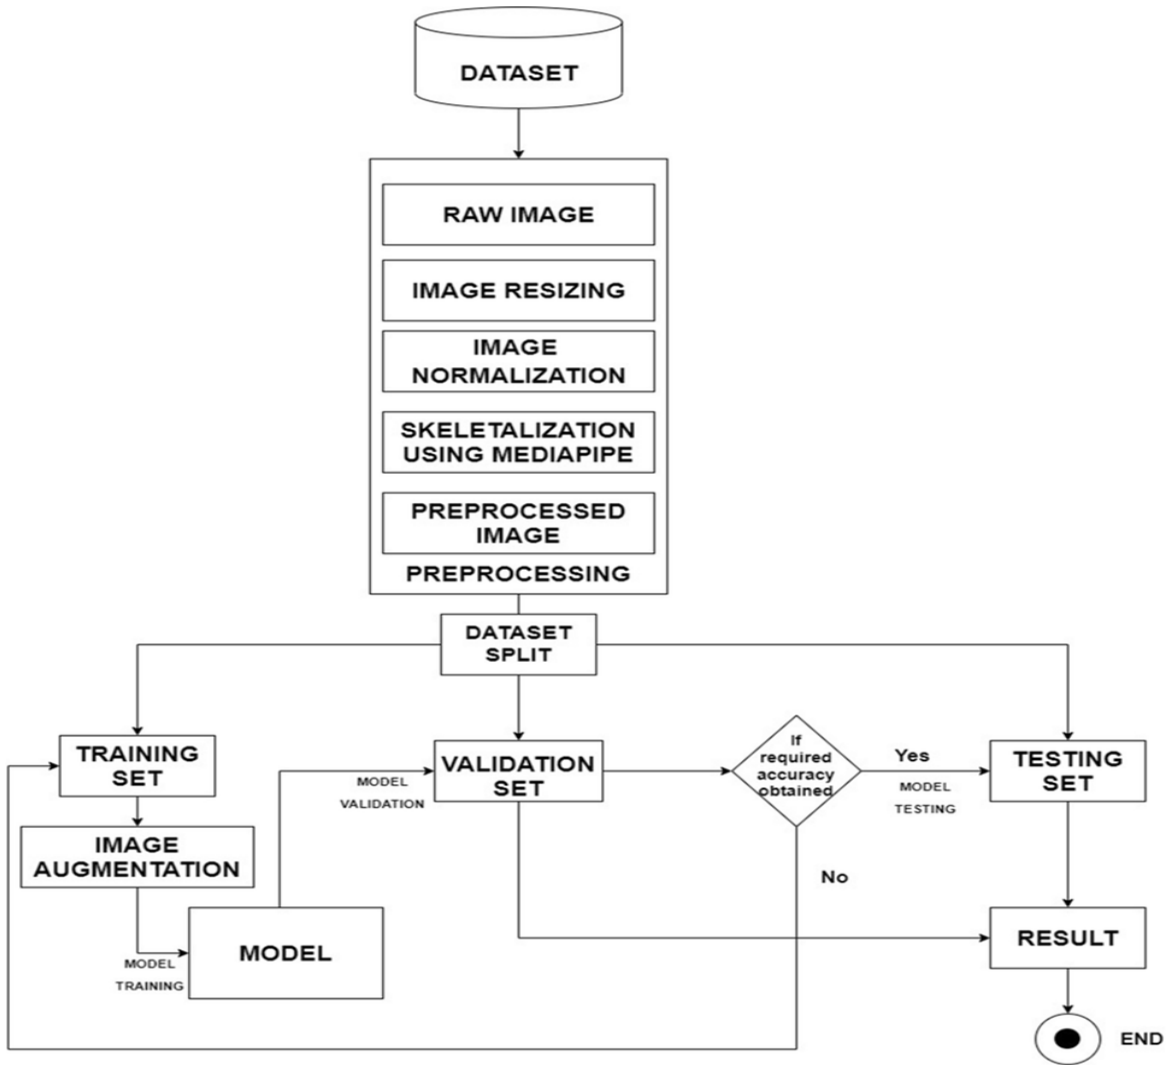 DATASET
RAW IMAGE
IMAGE RESIZING
IMAGE
NORMALIZATION
SKELETALIZATION
USING MEDIAPIPE
PREPROCESSED
IMAGE
PREPROCESSING
DATASET
SPLIT
TRAINING
SET
IMAGE
AUGMENTATION
MODEL
TRAINING
MODEL
MODEL
VALIDATION
VALIDATION
SET
If
required
accuracy
obtained
Yes
MODEL
TESTING
No
TESTING
SET
RESULT
END